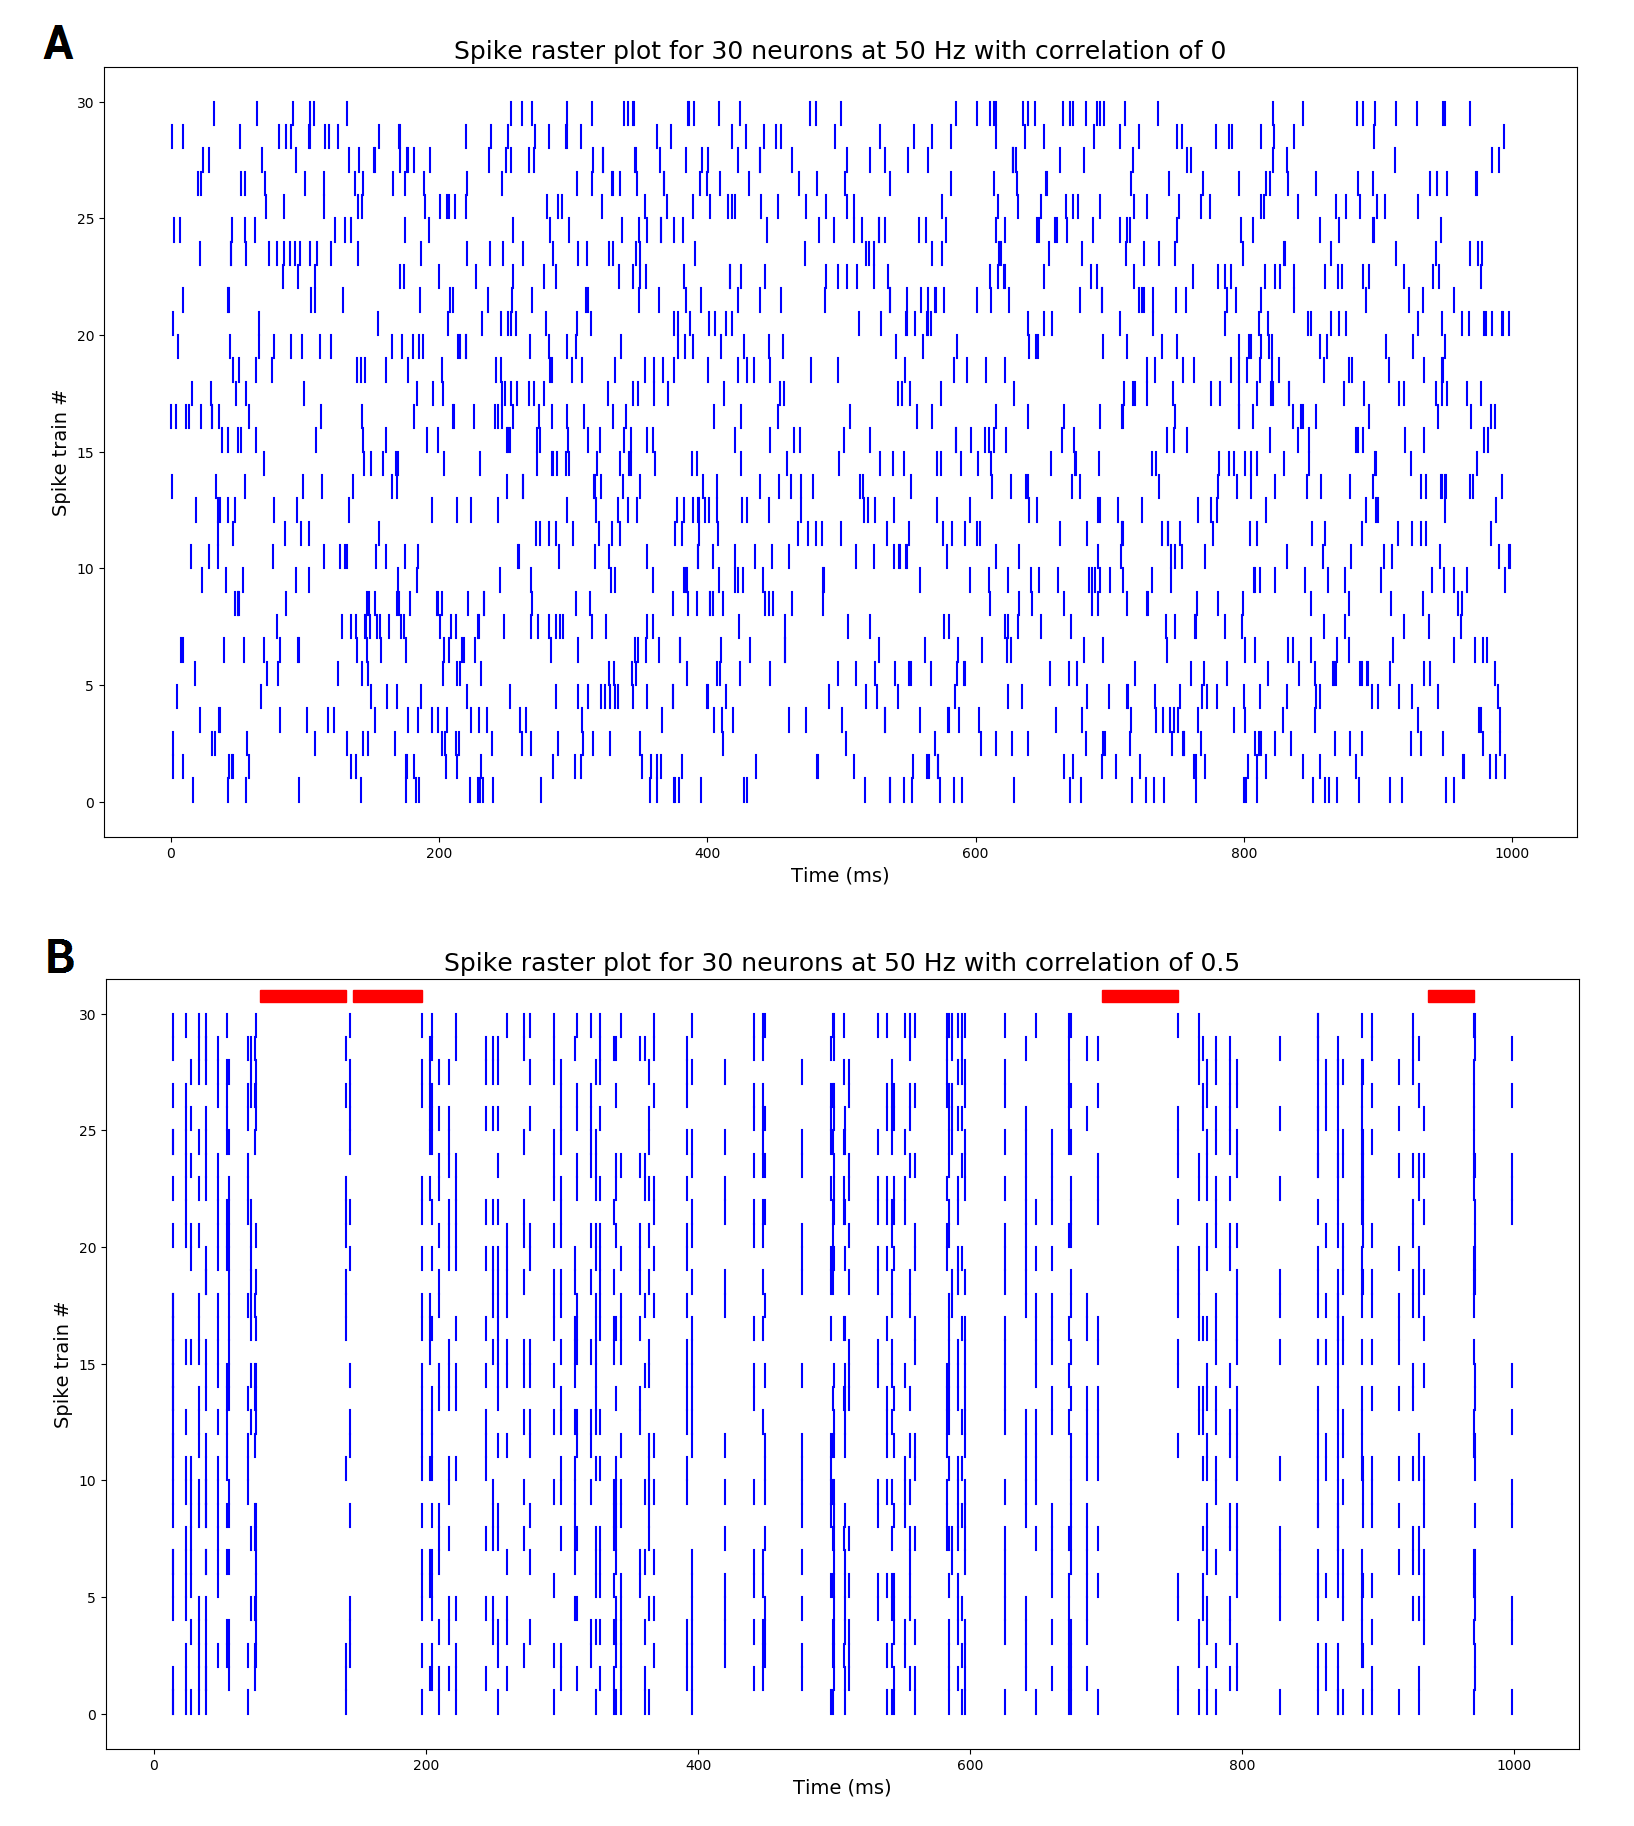 A
Spike raster plot for 30 neurons at 50 Hz with correlation of 0
30
25
20
15
10
5
0
Spike train #
0 200 400 600 800 1000
Time (ms)
B
Spike raster plot for 30 neurons at 50 Hz with correlation of 0.5
30
25
20
15
10
5
0
Spike train #
0 200 400 600 800 1000
Time (ms)